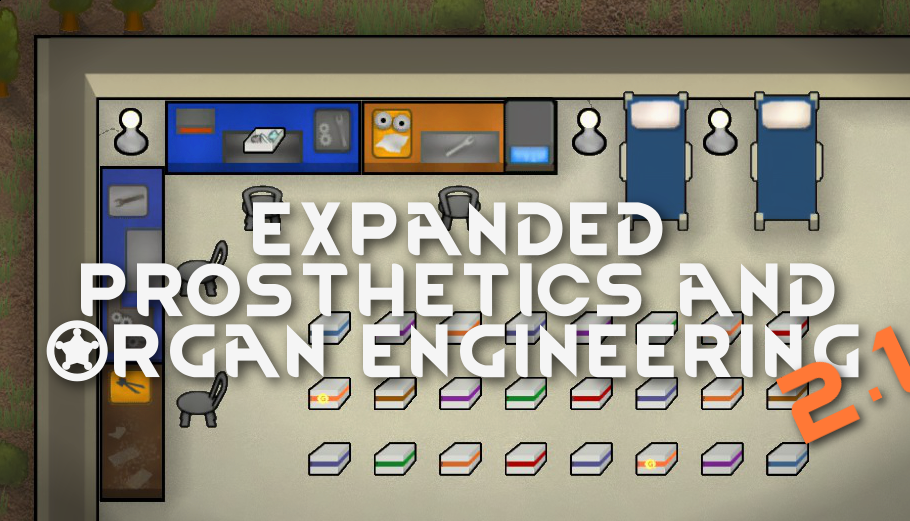 EXPANDED
PROSTHETICS AND
ORGAN ENGINEERING
2.1